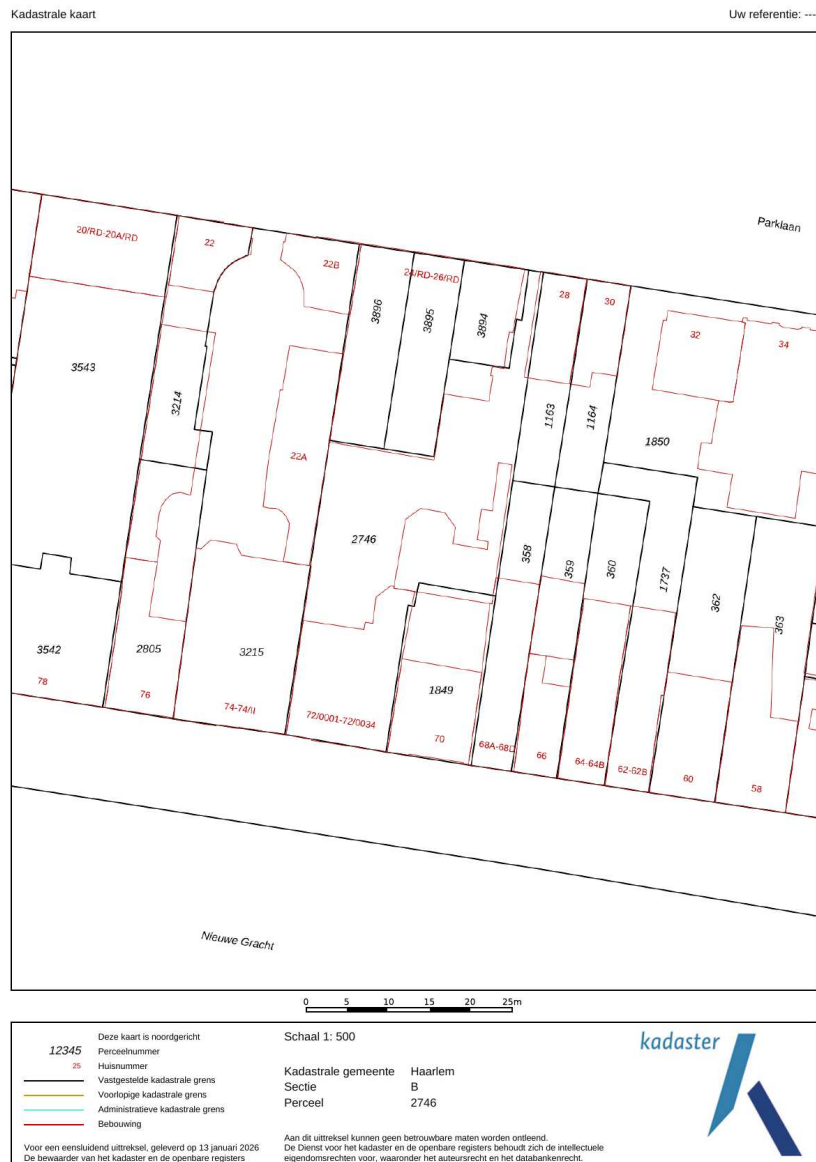 Kadastrale kaart
Uw referentie: ---
Parklaan
20/RD-20A/RD
22
22B
24/RD-26/RD
28
30
32
34
3896
3895
3894
3543
3214
1163
1164
1850
22A
2746
358
359
360
1737
362
363
3542
2805
3215
1849
78
76
74-74/II
72/0001-72/0034
70
68A-68D
66
64-64B
62-62B
60
58
Nieuwe Gracht
0 5 10 15 20 25m
Deze kaart is noordgericht
12345 Perceelnummer
25 Huisnummer
Vastgestelde kadastrale grens
Voorlopige kadastrale grens
Administratieve kadastrale grens
Bebouwing
Voor een eensluidend uittreksel, geleverd op 13 januari 2026
De bewaarder van het kadaster en de openbare registers
Schaal 1: 500
Kadastrale gemeente Haarlem
Sectie B
Perceel 2746
Aan dit uittreksel kunnen geen betrouwbare maten worden ontleend.
De Dienst voor het kadaster en de openbare registers behoudt zich de intellectuele
eigendomsrechten voor, waaronder het auteursrecht en het databankenrecht.
kadaster